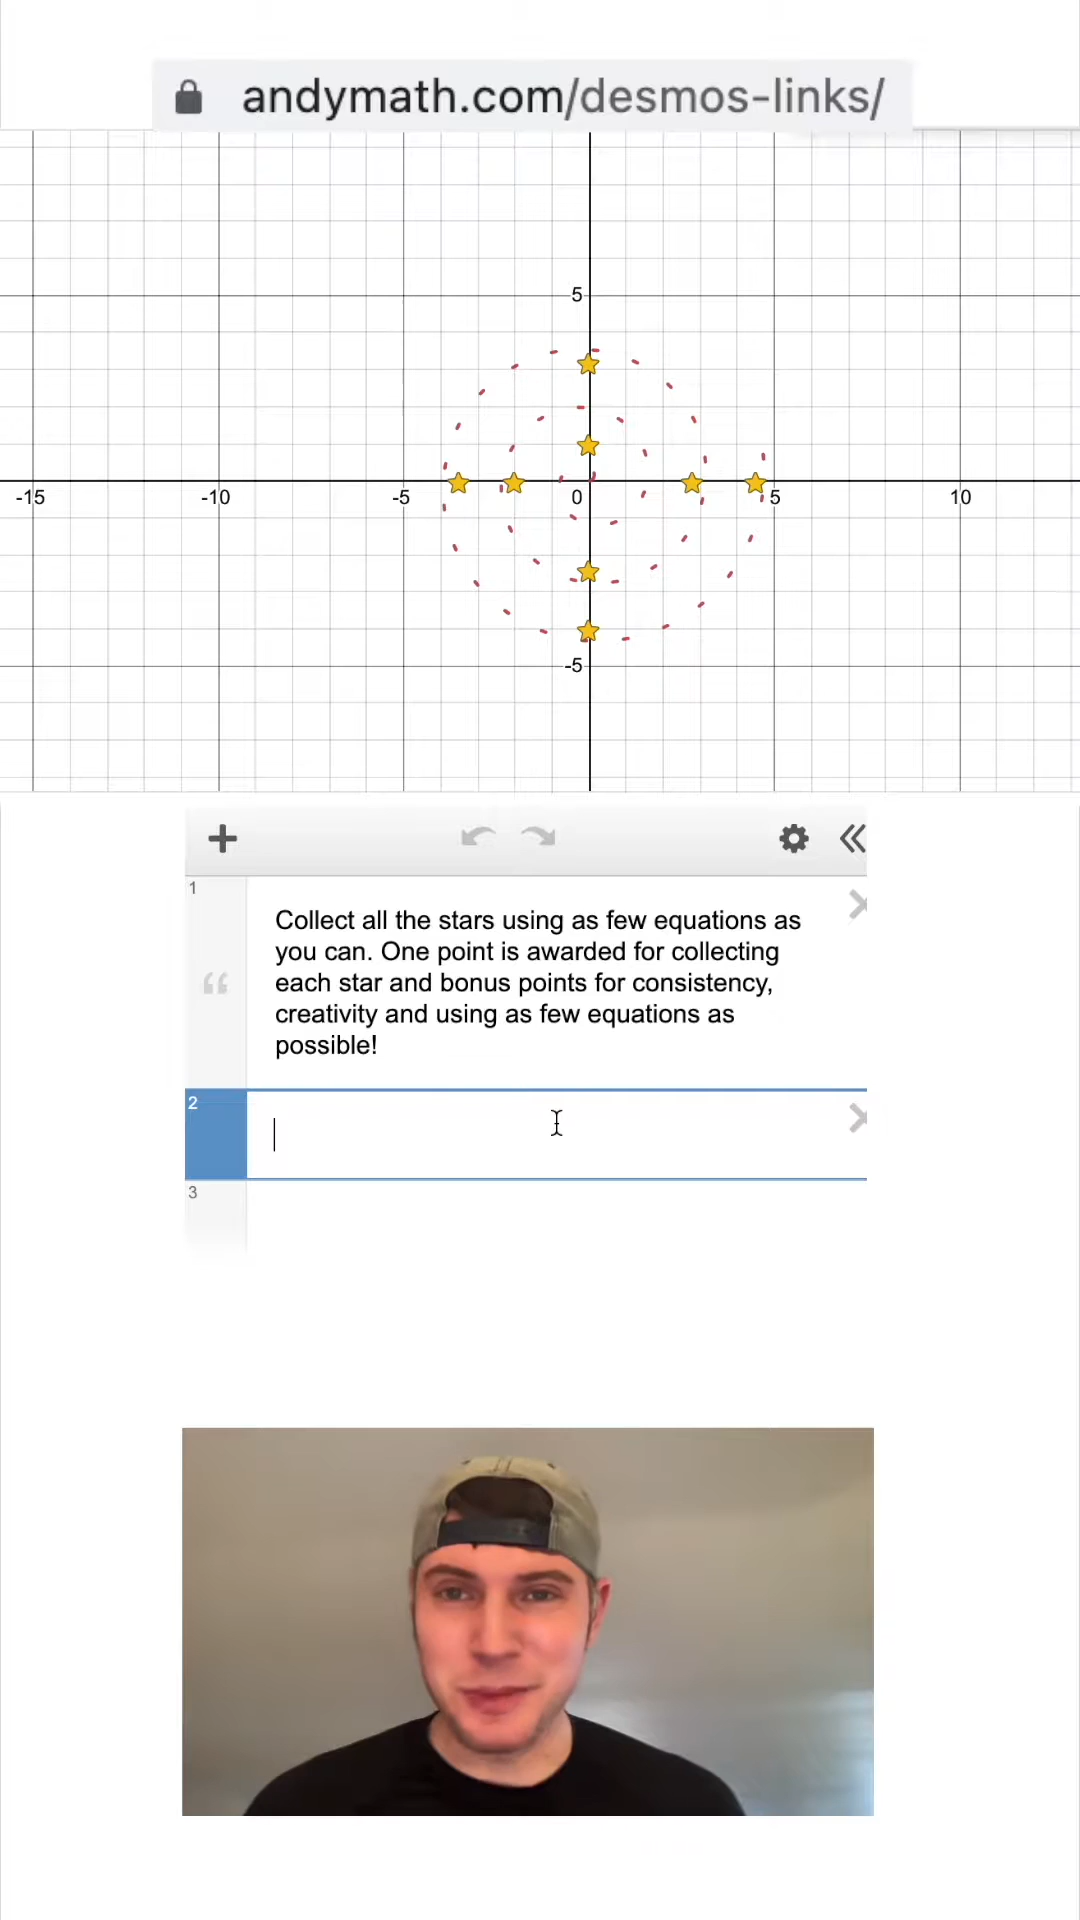 andymath.com/desmos-links/
5
-15
-10
-5
0
5
10
-5
1
Collect all the stars using as few equations as
you can. One point is awarded for collecting
each star and bonus points for consistency,
creativity and using as few equations as
possible!
2
3